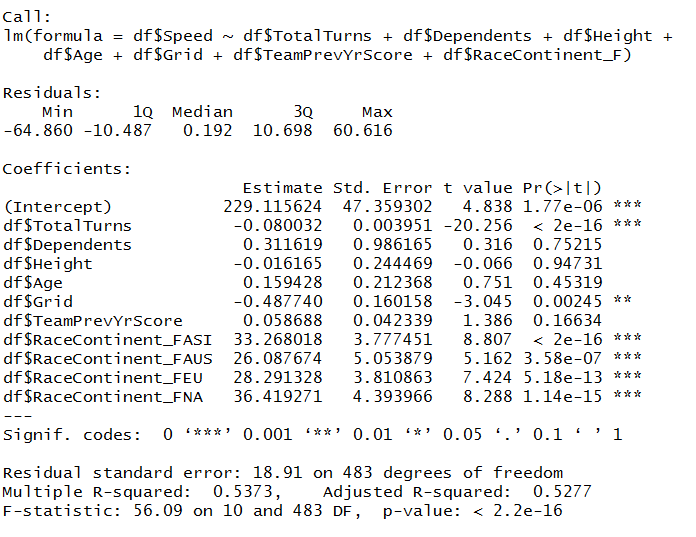 Call:
lm(formula = df$Speed ~ df$TotalTurns + df$Dependents + df$Height +
    df$Age + df$Grid + df$TeamPrevYrScore + df$RaceContinent_F)

Residuals:
    Min      1Q  Median      3Q     Max
-64.860 -10.487   0.192  10.698  60.616

Coefficients:
                        Estimate Std. Error t value Pr(>|t|)
(Intercept)           229.115624  47.359302   4.838 1.77e-06 ***
df$TotalTurns          -0.080032   0.003951 -20.256  < 2e-16 ***
df$Dependents           0.311619   0.986165   0.316  0.75215
df$Height              -0.016165   0.244469  -0.066  0.94731
df$Age                  0.159428   0.212368   0.751  0.45319
df$Grid                -0.487740   0.160158  -3.045  0.00245 **
df$TeamPrevYrScore      0.058688   0.042339   1.386  0.16634
df$RaceContinent_FASI  33.268018   3.777451   8.807  < 2e-16 ***
df$RaceContinent_FAUS  26.087674   5.053879   5.162 3.58e-07 ***
df$RaceContinent_FEU   28.291328   3.810863   7.424 5.18e-13 ***
df$RaceContinent_FNA   36.419271   4.393966   8.288 1.14e-15 ***
---
Signif. codes:  0 ‘***’ 0.001 ‘**’ 0.01 ‘*’ 0.05 ‘.’ 0.1 ‘ ’ 1

Residual standard error: 18.91 on 483 degrees of freedom
Multiple R-squared:  0.5373,    Adjusted R-squared:  0.5277
F-statistic: 56.09 on 10 and 483 DF,  p-value: < 2.2e-16